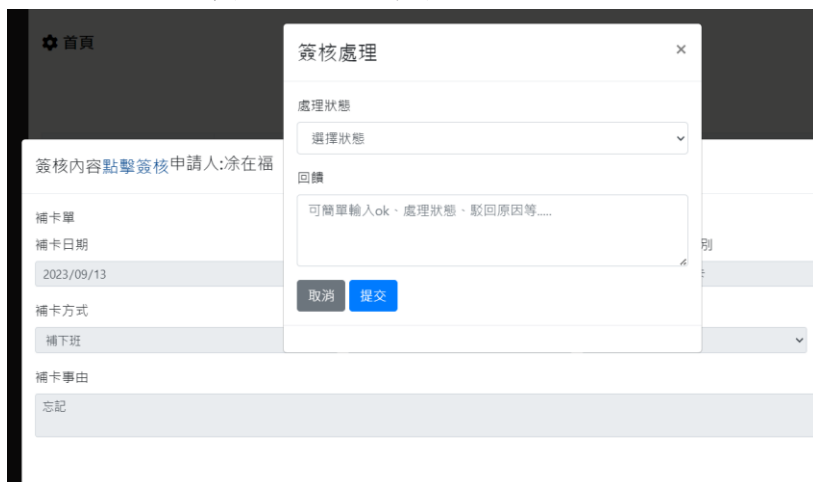 首頁
簽核處理
×
處理狀態
選擇狀態
簽核內容點擊簽核申請人:涂在福
回饋
可簡單輸入ok、處理狀態、駁回原因等.....
補卡單
補卡日期
別
2023/09/13
取消 提交
補卡方式
補下班
補卡事由
忘記